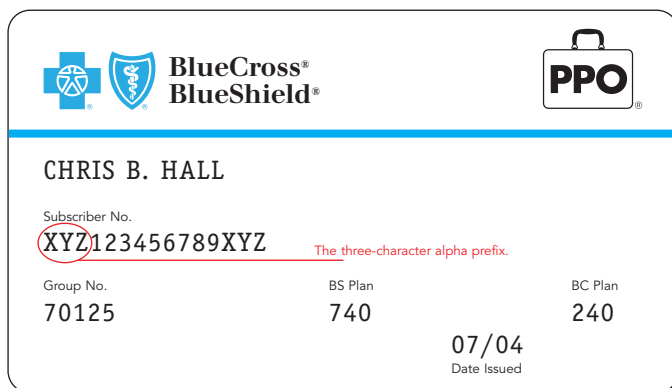 BlueCross®
BlueShield®
PPO®
CHRIS B. HALL
Subscriber No.
XYZ123456789XYZ
The three-character alpha prefix.
Group No. BS Plan BC Plan
70125 740 240
07/04
Date Issued